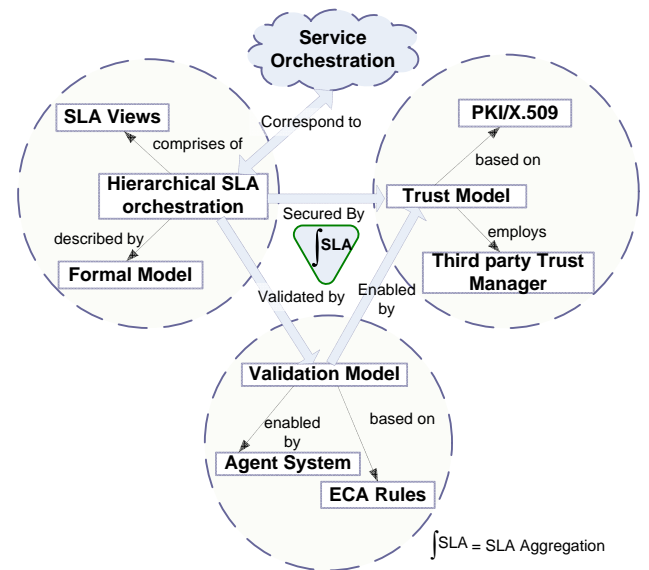 Service
Orchestration
SLA Views
comprises of
Correspond to
Hierarchical SLA
orchestration
described by
Formal Model
PKI/X.509
based on
Trust Model
employs
Third party Trust
Manager
Secured By
∫SLA
Validated by
Enabled
by
Validation Model
enabled
by
based on
Agent System
ECA Rules
∫SLA = SLA Aggregation